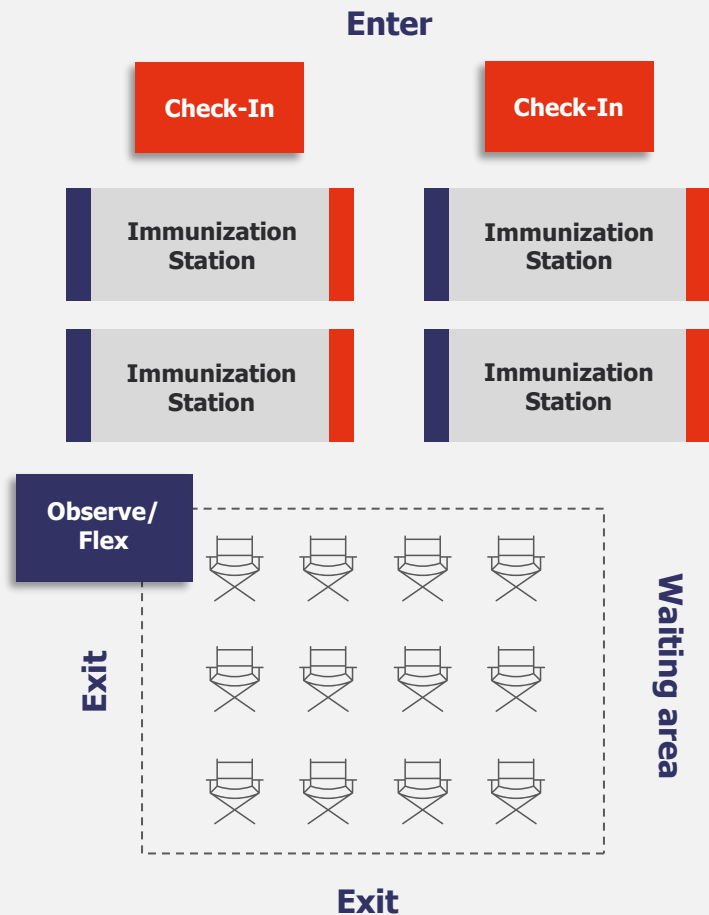 Enter
Check-In
Check-In
Immunization
Station
Immunization
Station
Immunization
Station
Immunization
Station
Observe/
Flex
Exit
Waiting area
Exit